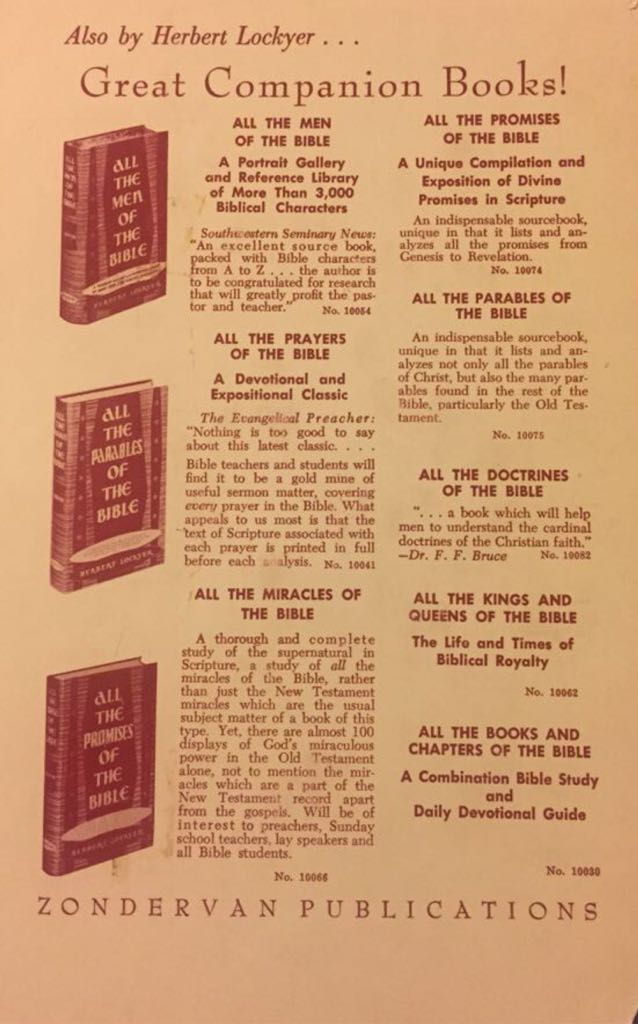 Also by Herbert Lockyer . . .
Great Companion Books!
ALL THE MEN OF THE BIBLE
HERBERT LOCKYER
ALL THE PARABLES OF THE BIBLE
HERBERT LOCKYER
ALL THE PROMISES OF THE BIBLE
HERBERT LOCKYER
ALL THE MEN
OF THE BIBLE
A Portrait Gallery
and Reference Library
of More Than 3,000
Biblical Characters
Southwestern Seminary News:
"An excellent source book,
packed with Bible characters
from A to Z . . . the author is
to be congratulated for research
that will greatly profit the pas-
tor and teacher." No. 10054
ALL THE PRAYERS
OF THE BIBLE
A Devotional and
Expositional Classic
The Evangelical Preacher:
"Nothing is too good to say
about this latest classic. . . .
Bible teachers and students will
find it to be a gold mine of
useful sermon matter, covering
every prayer in the Bible. What
appeals to us most is that the
text of Scripture associated with
each prayer is printed in full
before each analysis. No. 10041
ALL THE MIRACLES OF
THE BIBLE
A thorough and complete
study of the supernatural in
Scripture, a study of all the
miracles of the Bible, rather
than just the New Testament
miracles which are the usual
subject matter of a book of this
type. Yet, there are almost 100
displays of God's miraculous
power in the Old Testament
alone, not to mention the mir-
acles which are a part of the
New Testament record apart
from the gospels. Will be of
interest to preachers, Sunday
school teachers, lay speakers and
all Bible students.
No. 10066
ALL THE PROMISES
OF THE BIBLE
A Unique Compilation and
Exposition of Divine
Promises in Scripture
An indispensable sourcebook,
unique in that it lists and an-
alyzes all the promises from
Genesis to Revelation.
No. 10074
ALL THE PARABLES OF
THE BIBLE
An indispensable sourcebook,
unique in that it lists and an-
alyzes not only all the parables
of Christ, but also the many par-
ables found in the rest of the
Bible, particularly the Old Tes-
tament.
No. 10075
ALL THE DOCTRINES
OF THE BIBLE
". . . a book which will help
men to understand the cardinal
doctrines of the Christian faith."
—Dr. F. F. Bruce No. 10082
ALL THE KINGS AND
QUEENS OF THE BIBLE
The Life and Times of
Biblical Royalty
No. 10062
ALL THE BOOKS AND
CHAPTERS OF THE BIBLE
A Combination Bible Study
and
Daily Devotional Guide
No. 10030
ZONDERVAN PUBLICATIONS